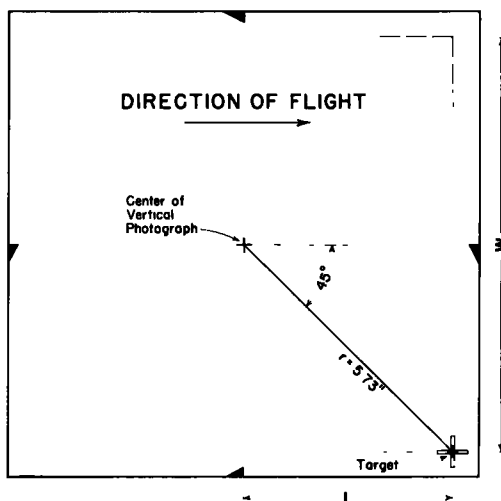 DIRECTION OF FLIGHT
Center of
Vertical
Photograph
45°
r= 5 73"
Target